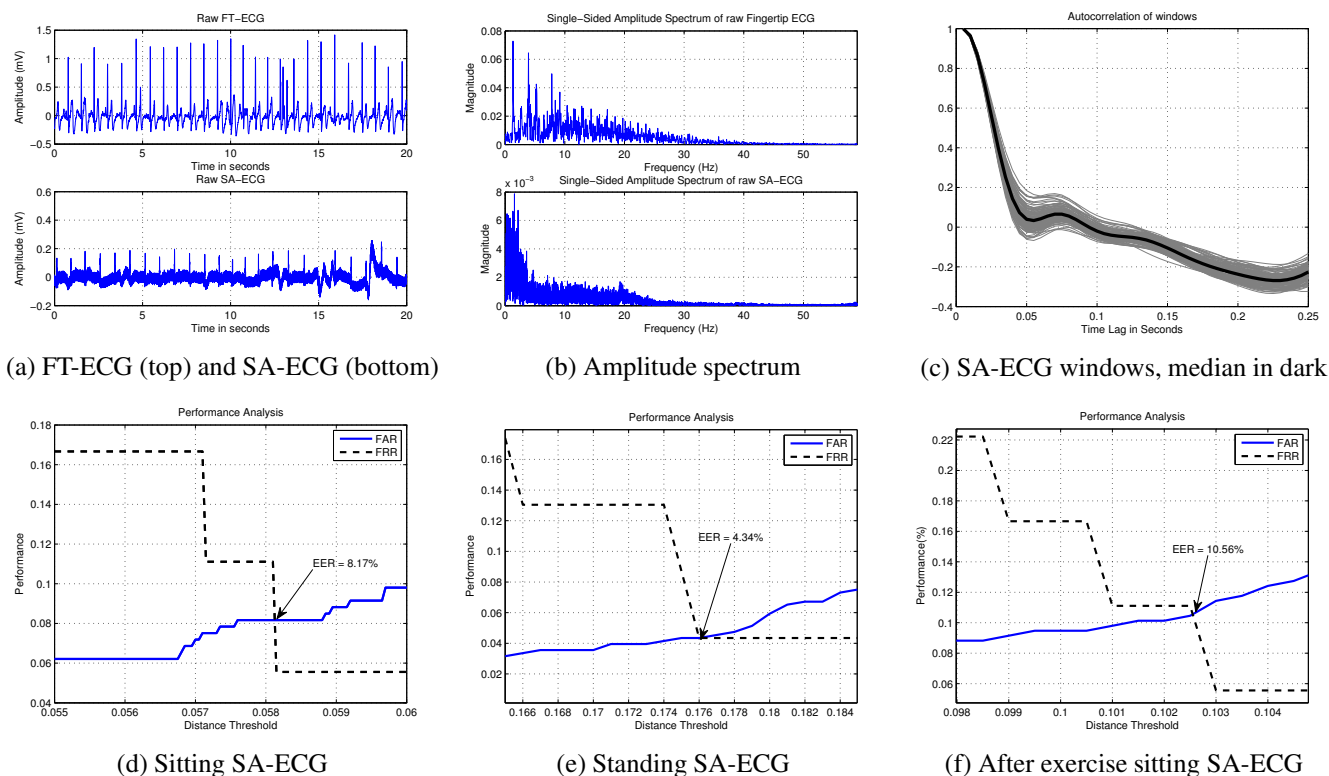 Raw FT−ECG
1.5
1
0.5
0
−0.5
Amplitude (mV)
0 5 10 15 20
Time in seconds
Raw SA−ECG
0.6
0.4
0.2
0
−0.2
Amplitude (mV)
0 5 10 15 20
Time in seconds
(a) FT-ECG (top) and SA-ECG (bottom)
Single−Sided Amplitude Spectrum of raw Fingertip ECG
0.08
0.06
0.04
0.02
0
Magnitude
0 10 20 30 40 50
Frequency (Hz)
Single−Sided Amplitude Spectrum of raw SA−ECG
x 10⁻³
8
6
4
2
0
Magnitude
0 10 20 30 40 50
Frequency (Hz)
(b) Amplitude spectrum
Autocorrelation of windows
1
0.8
0.6
0.4
0.2
0
−0.2
−0.4
0 0.05 0.1 0.15 0.2 0.25
Time Lag in Seconds
(c) SA-ECG windows, median in dark
Performance Analysis
0.18
0.16
0.14
0.12
0.1
0.08
0.06
0.04
Performance
FAR
FRR
EER = 8.17%
0.055 0.056 0.057 0.058 0.059 0.06
Distance Threshold
(d) Sitting SA-ECG
Performance Analysis
0.16
0.14
0.12
0.1
0.08
0.06
0.04
0.02
Performance
FAR
FRR
EER = 4.34%
0.166 0.168 0.17 0.172 0.174 0.176 0.178 0.18 0.182 0.184
Distance Threshold
(e) Standing SA-ECG
Performance Analysis
0.22
0.2
0.18
0.16
0.14
0.12
0.1
0.08
0.06
Performance(%)
FAR
FRR
EER = 10.56%
0.098 0.099 0.1 0.101 0.102 0.103 0.104
Distance Threshold
(f) After exercise sitting SA-ECG